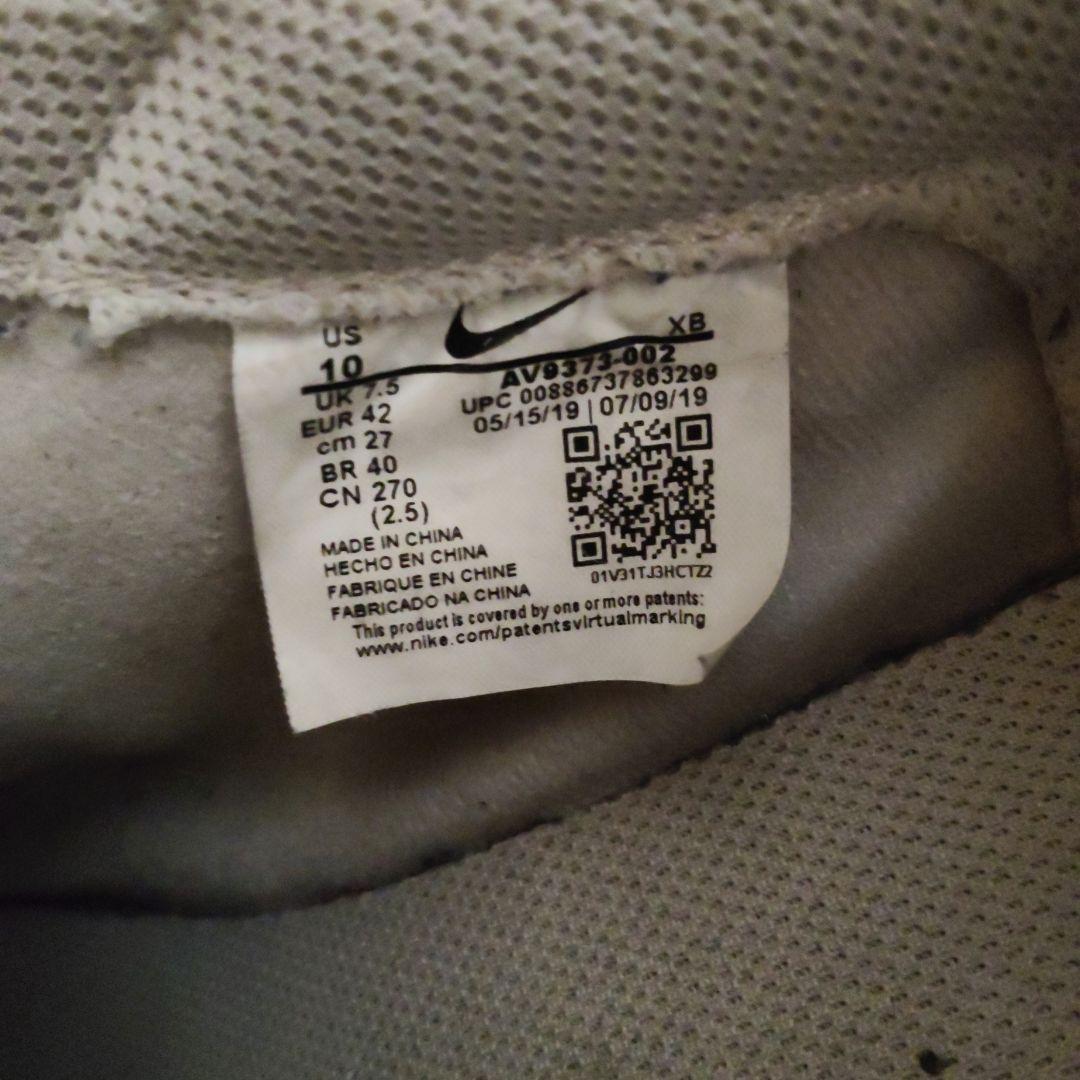 US
10
UK 7.5
EUR 42
cm 27
BR 40
CN 270
(2.5)
XB
AV9373-002
UPC 00886737863299
05/15/19 | 07/09/19
01V31TJ3HCTZ2
MADE IN CHINA
HECHO EN CHINA
FABRIQUE EN CHINE
FABRICADO NA CHINA
This product is covered by one or more patents:
www.nike.com/patentsvirtualmarking